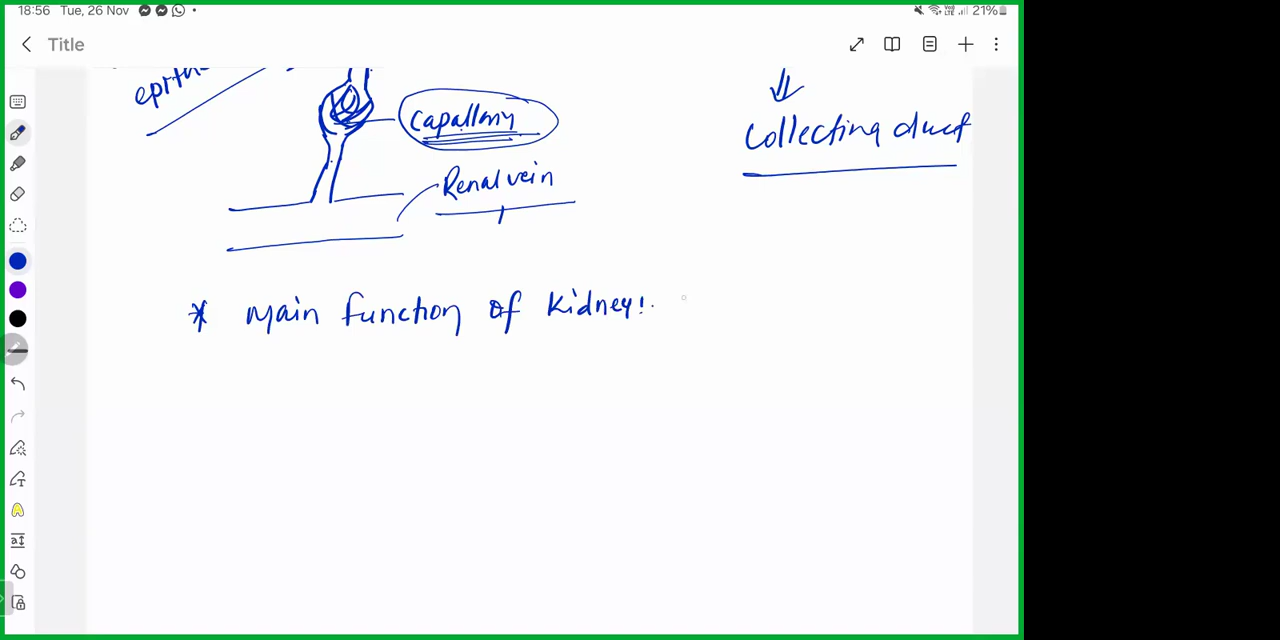 18:56 Tue, 26 Nov
21%
Title
capallary
collecting duct
Renal vein
* main function of kidney:.